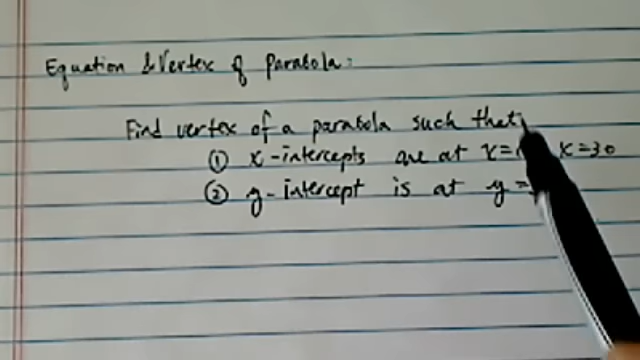 Equation & Vertex of Parabola:
Find vertex of a parabola such that,
① x-intercepts are at x= x=30
② y-intercept is at y=